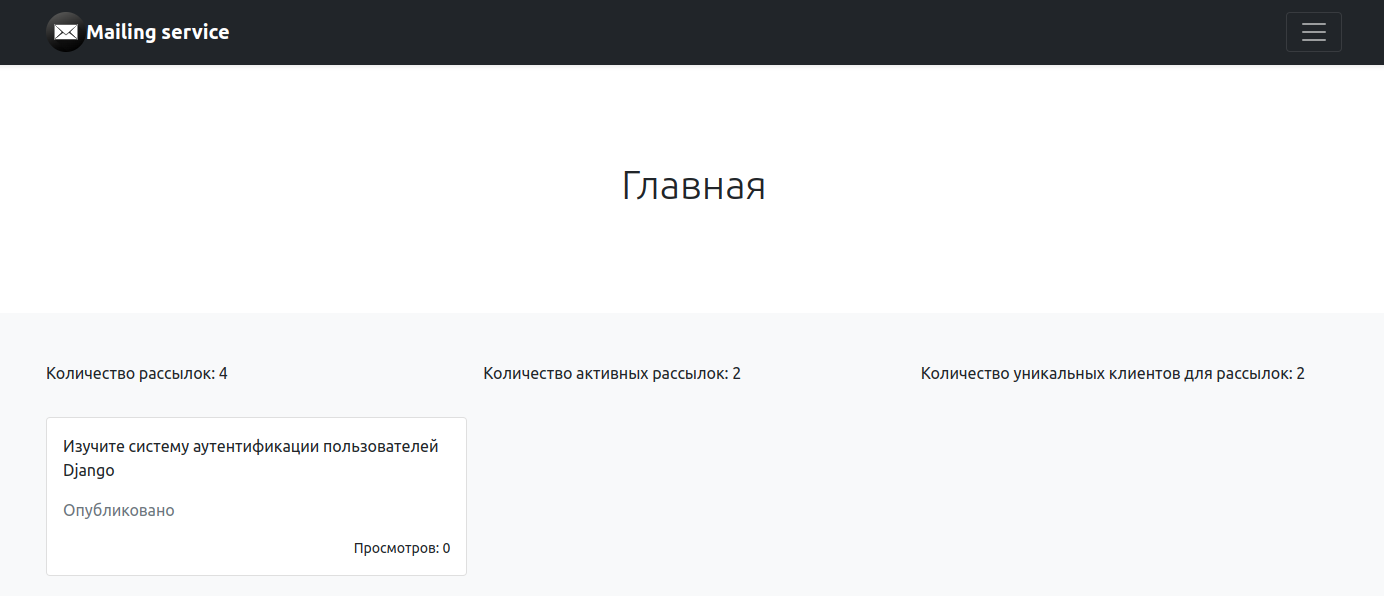 Mailing service
Главная
Количество рассылок: 4
Количество активных рассылок: 2
Количество уникальных клиентов для рассылок: 2
Изучите систему аутентификации пользователей
Django
Опубликовано
Просмотров: 0